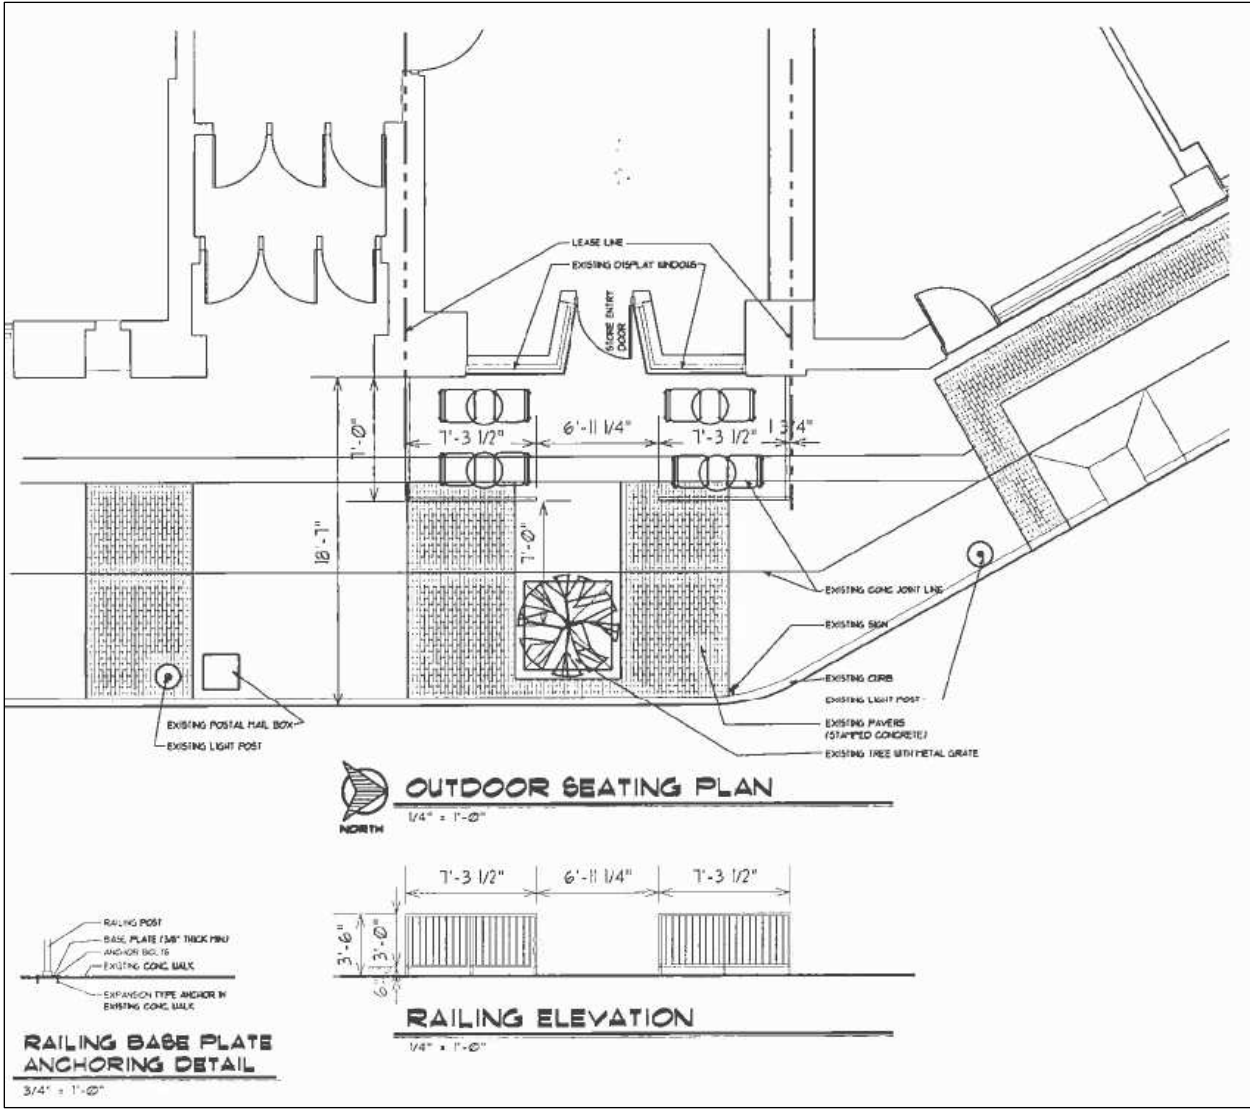 LEASE LINE
EXISTING DISPLAY WINDOWS
STORE ENTRY
DOOR
7'-0"
7'-3 1/2"
6'-11 1/4"
7'-3 1/2"
1 3/4"
18'-7"
7'-0"
EXISTING CONC JOINT LINE
EXISTING SIGN
EXISTING CURB
EXISTING LIGHT POST
EXISTING PAVERS
(STAMPED CONCRETE)
EXISTING TREE WITH METAL GRATE
EXISTING POSTAL MAIL BOX
EXISTING LIGHT POST
NORTH
OUTDOOR SEATING PLAN
1/4" = 1'-0"
7'-3 1/2"
6'-11 1/4"
7'-3 1/2"
3'-6"
3'-0"
6"
RAILING ELEVATION
1/4" = 1'-0"
RAILING POST
BASE PLATE (3/8" THICK MIN)
ANCHOR BOLTS
EXISTING CONC. WALK
EXPANSION TYPE ANCHOR IN
EXISTING CONC. WALK
RAILING BASE PLATE
ANCHORING DETAIL
3/4" = 1'-0"